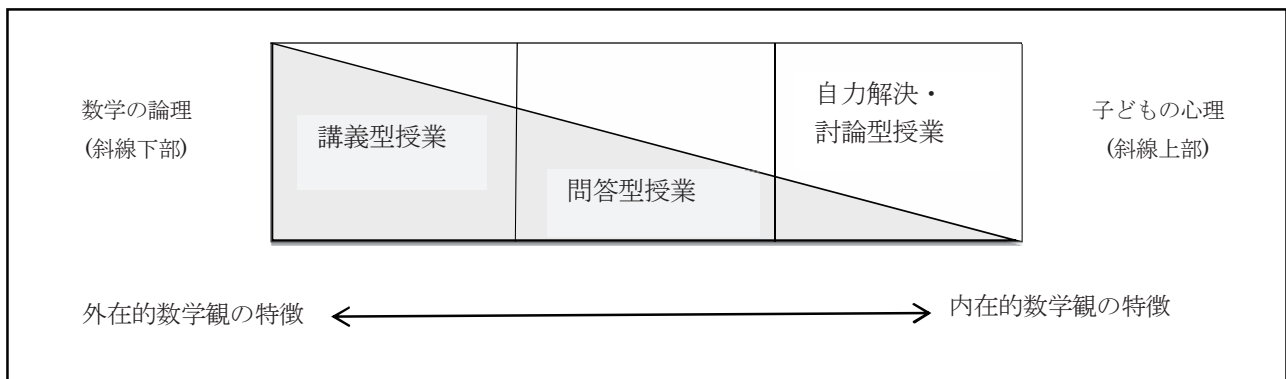 数学の論理
(斜線下部)
講義型授業
問答型授業
自力解決・
討論型授業
子どもの心理
(斜線上部)
外在的数学観の特徴
内在的数学観の特徴